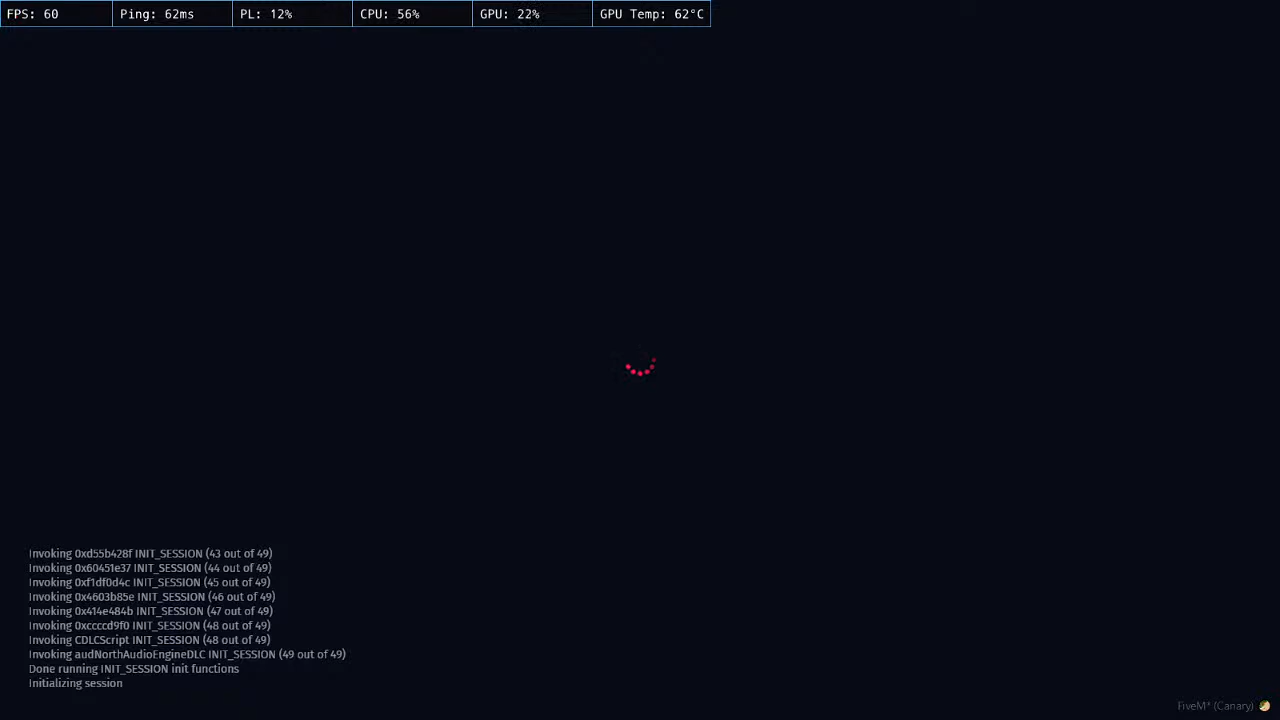 FPS: 60 Ping: 62ms PL: 12% CPU: 56% GPU: 22% GPU Temp: 62°C
Invoking 0xd55b428f INIT_SESSION (43 out of 49)
Invoking 0x60451e37 INIT_SESSION (44 out of 49)
Invoking 0xf1df0d4c INIT_SESSION (45 out of 49)
Invoking 0x4603b85e INIT_SESSION (46 out of 49)
Invoking 0x414e484b INIT_SESSION (47 out of 49)
Invoking 0xccccd9f0 INIT_SESSION (48 out of 49)
Invoking CDLCScript INIT_SESSION (48 out of 49)
Invoking audNorthAudioEngineDLC INIT_SESSION (49 out of 49)
Done running INIT_SESSION init functions
Initializing session
FiveM* (Canary)